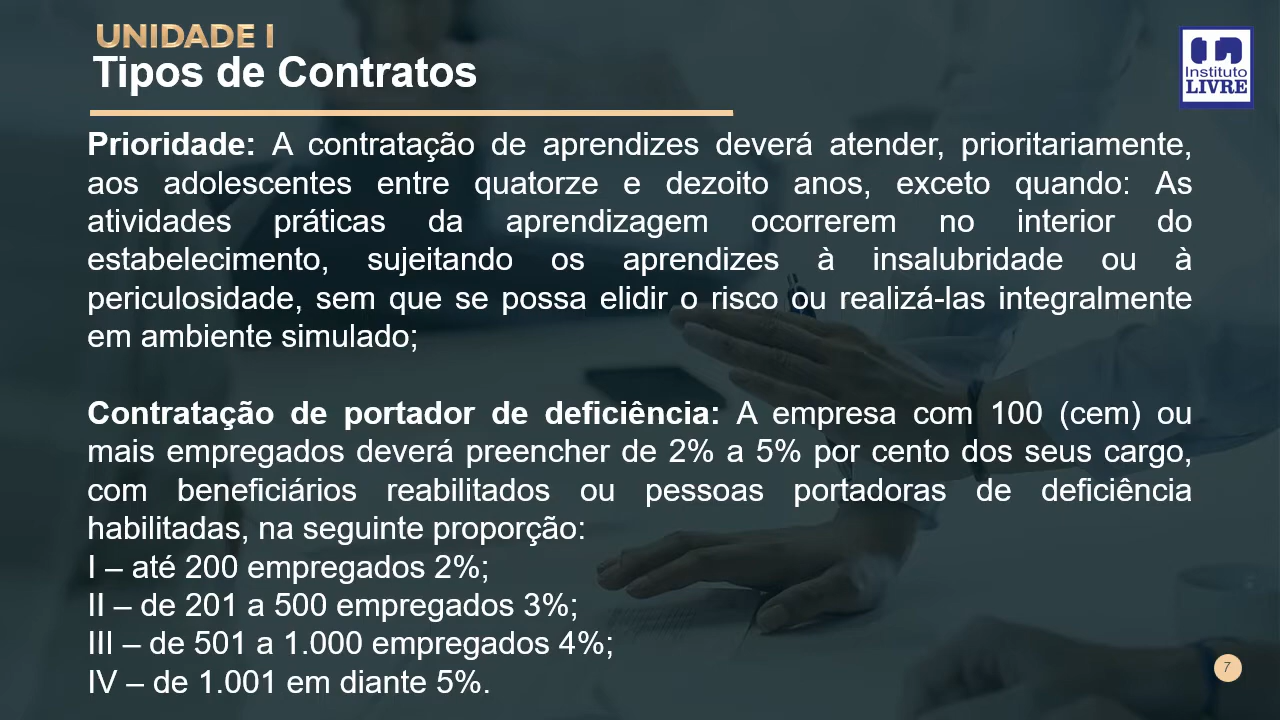 UNIDADE I
Tipos de Contratos
Instituto
LIVRE
Prioridade: A contratação de aprendizes deverá atender, prioritariamente,
aos adolescentes entre quatorze e dezoito anos, exceto quando: As
atividades práticas da aprendizagem ocorrerem no interior do
estabelecimento, sujeitando os aprendizes à insalubridade ou à
periculosidade, sem que se possa elidir o risco ou realizá-las integralmente
em ambiente simulado;
Contratação de portador de deficiência: A empresa com 100 (cem) ou
mais empregados deverá preencher de 2% a 5% por cento dos seus cargo,
com beneficiários reabilitados ou pessoas portadoras de deficiência
habilitadas, na seguinte proporção:
I – até 200 empregados 2%;
II – de 201 a 500 empregados 3%;
III – de 501 a 1.000 empregados 4%;
IV – de 1.001 em diante 5%.
7